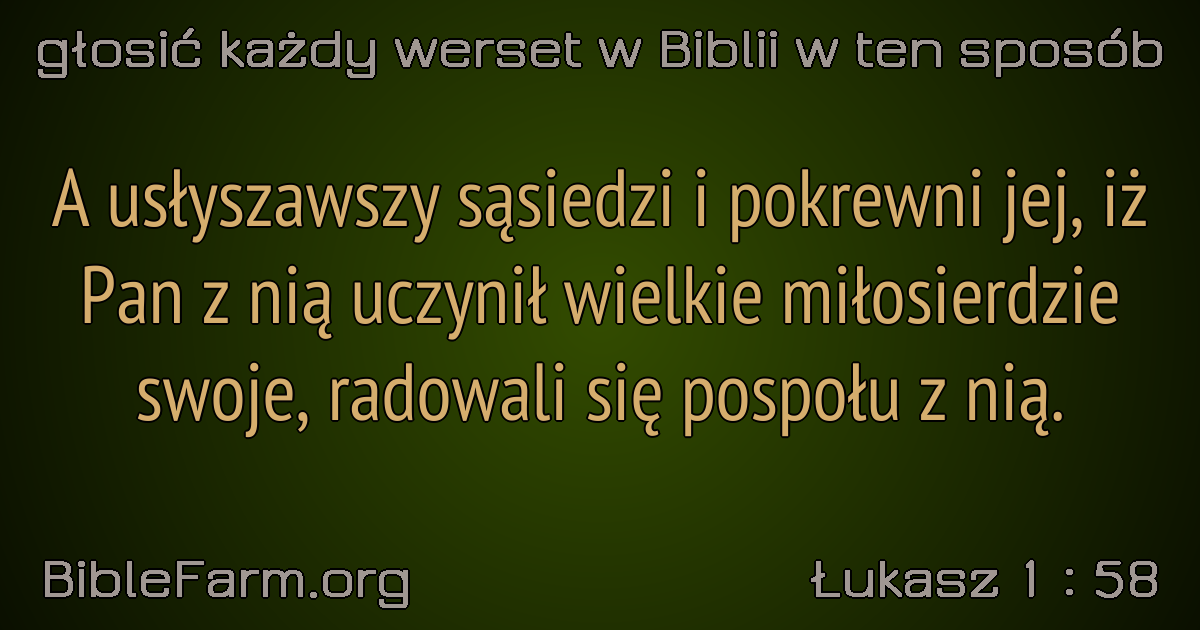 głosić każdy werset w Biblii w ten sposób
A usłyszawszy sąsiedzi i pokrewni jej, iż
Pan z nią uczynił wielkie miłosierdzie
swoje, radowali się pospołu z nią.
BibleFarm.org
Łukasz 1 : 58